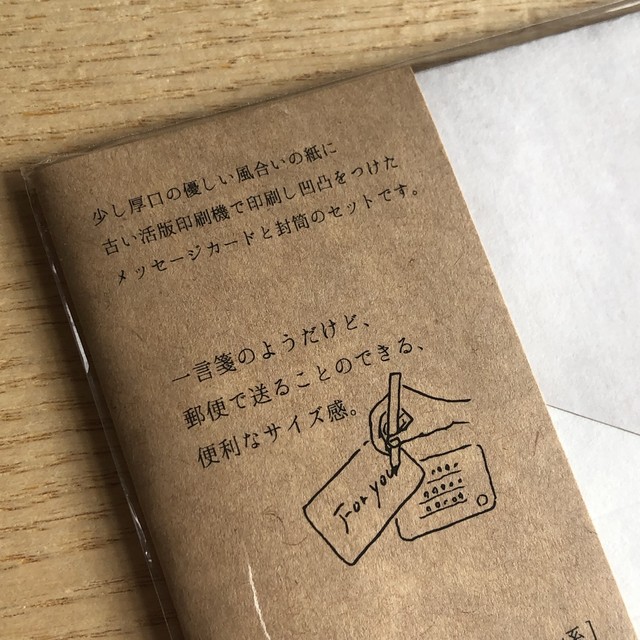 少し厚口の優しい風合いの紙に
古い活版印刷機で印刷し凹凸をつけた
メッセージカードと封筒のセットです。
一言箋のようだけど、
郵便で送ることのできる、
便利なサイズ感。
For you